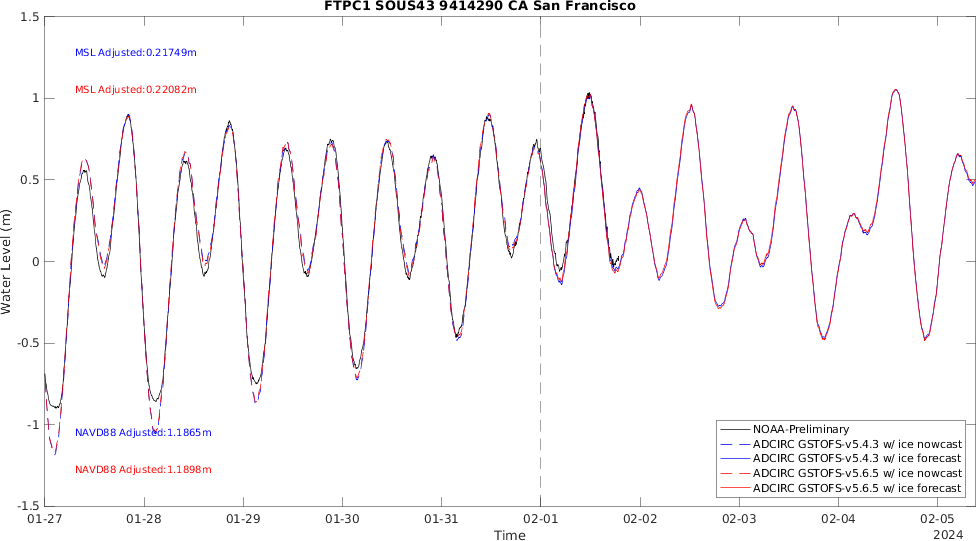 FTPC1 SOUS43 9414290 CA San Francisco
1.5
MSL Adjusted:0.21749m
MSL Adjusted:0.22082m
1
0.5
0
-0.5
-1
-1.5
Water Level (m)
NAVD88 Adjusted:1.1865m
NAVD88 Adjusted:1.1898m
NOAA-Preliminary
ADCIRC GSTOFS-v5.4.3 w/ ice nowcast
ADCIRC GSTOFS-v5.4.3 w/ ice forecast
ADCIRC GSTOFS-v5.6.5 w/ ice nowcast
ADCIRC GSTOFS-v5.6.5 w/ ice forecast
01-27 01-28 01-29 01-30 01-31 02-01 02-02 02-03 02-04 02-05
Time
2024